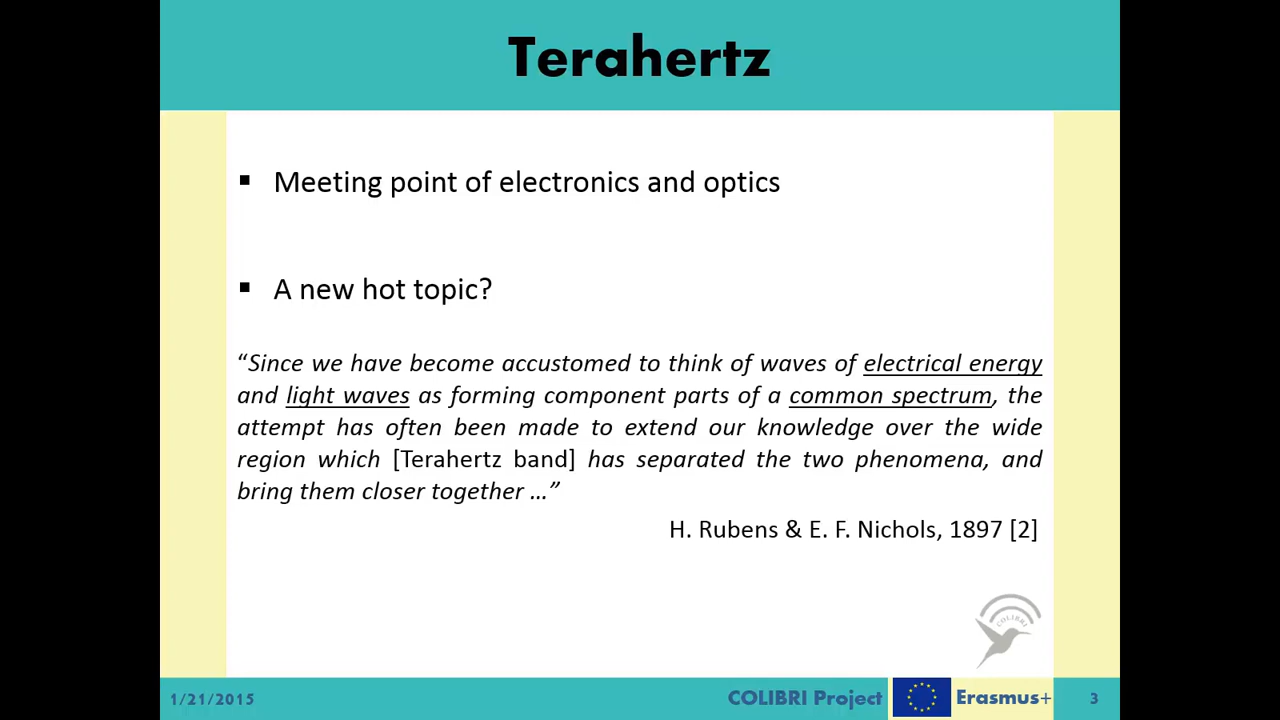 Terahertz
▪ Meeting point of electronics and optics
▪ A new hot topic?
“Since we have become accustomed to think of waves of electrical energy
and light waves as forming component parts of a common spectrum, the
attempt has often been made to extend our knowledge over the wide
region which [Terahertz band] has separated the two phenomena, and
bring them closer together …”
H. Rubens & E. F. Nichols, 1897 [2]
COLIBRI
1/21/2015
COLIBRI Project
Erasmus+
3